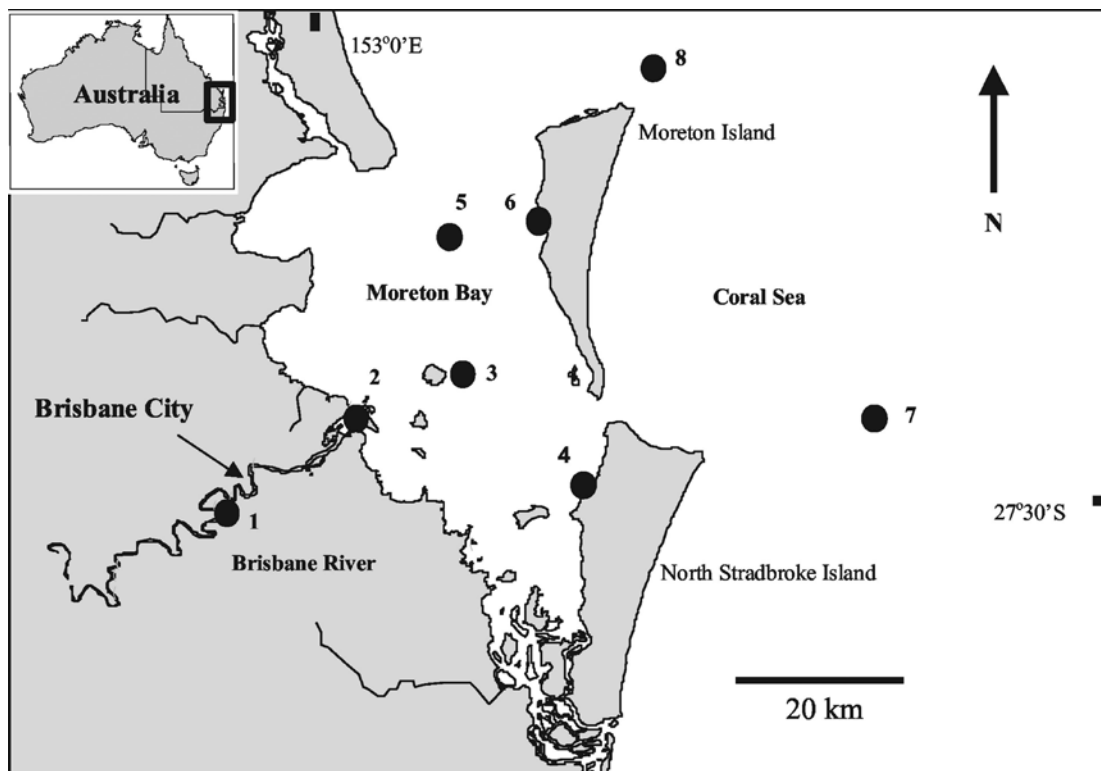 153°0'E
8
Australia
Moreton Island
N
5
6
Moreton Bay
Coral Sea
3
2
Brisbane City
7
4
1
27°30'S
Brisbane River
North Stradbroke Island
20 km